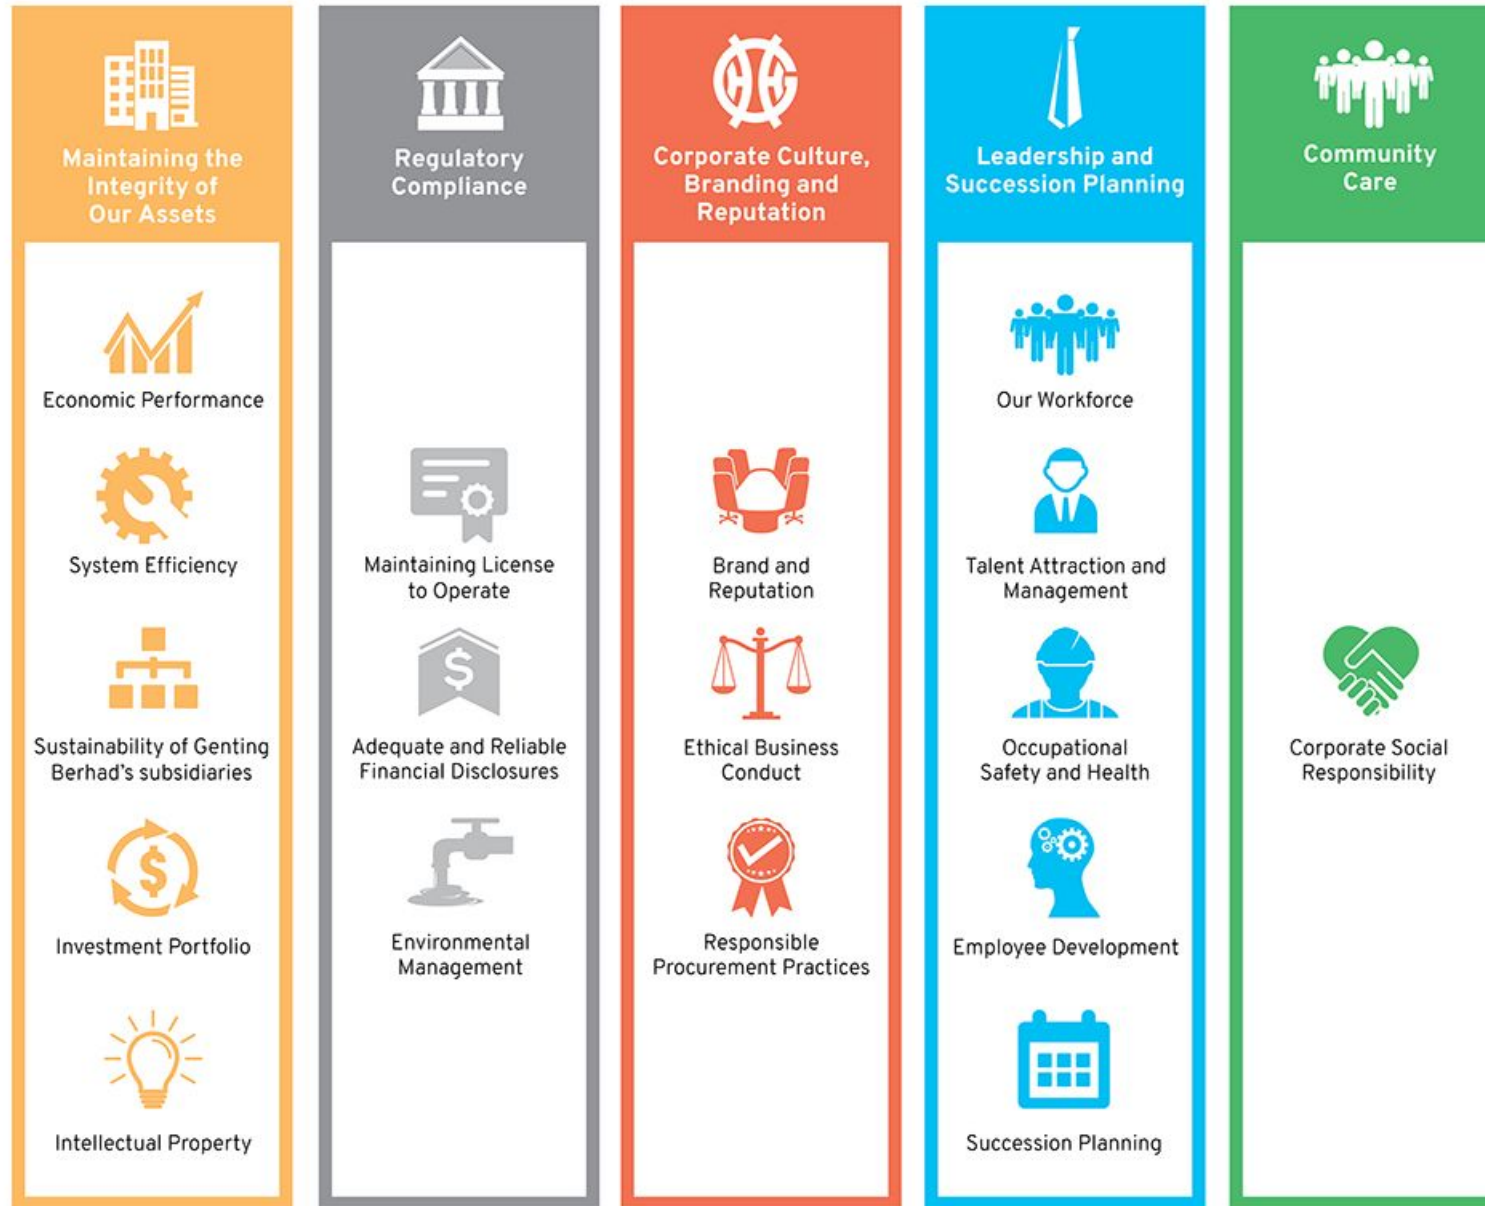 Maintaining the
Integrity of
Our Assets
Economic Performance
System Efficiency
Sustainability of Genting
Berhad's subsidiaries
Investment Portfolio
Intellectual Property
Regulatory
Compliance
Maintaining License
to Operate
Adequate and Reliable
Financial Disclosures
Environmental
Management
Corporate Culture,
Branding and
Reputation
Brand and
Reputation
Ethical Business
Conduct
Responsible
Procurement Practices
Leadership and
Succession Planning
Our Workforce
Talent Attraction and
Management
Occupational
Safety and Health
Employee Development
Succession Planning
Community
Care
Corporate Social
Responsibility